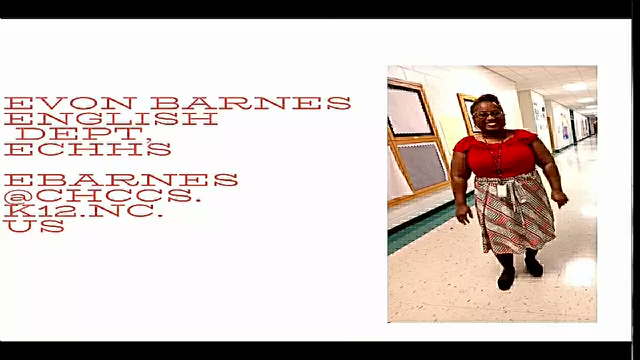 EVON BARNES
ENGLISH
DEPT,
ECHHS
EBARNES
@CHCCS.
K12.NC.
US